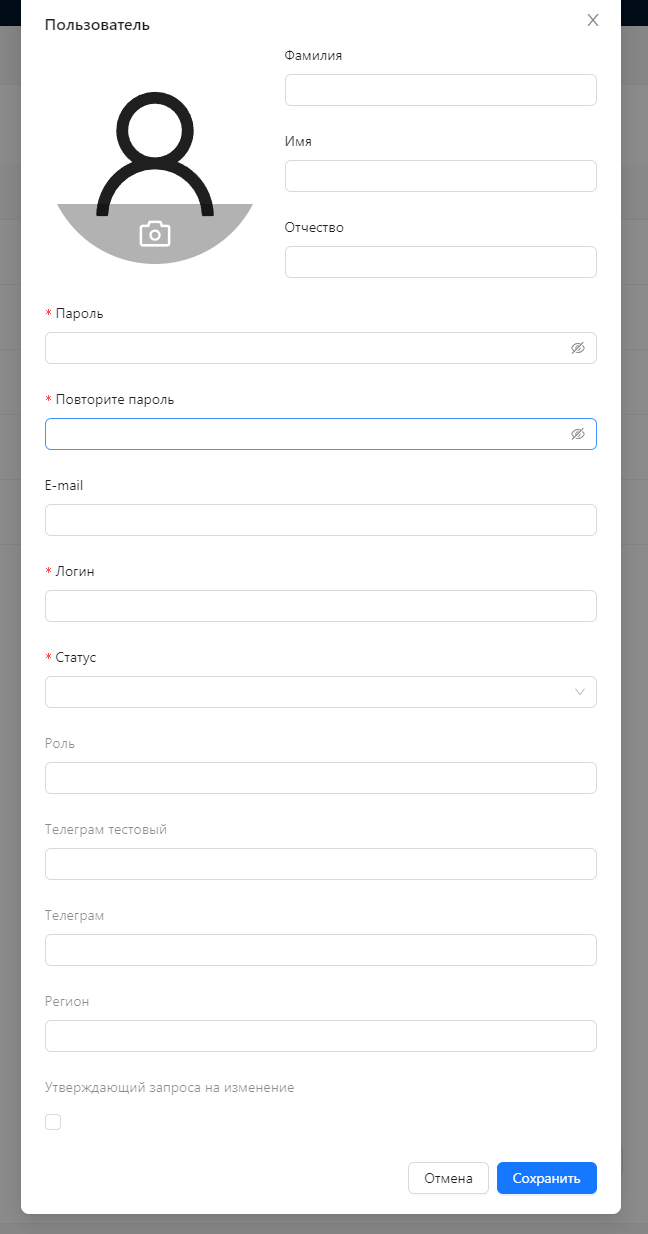 Пользователь
Фамилия
Имя
Отчество
* Пароль
* Повторите пароль
E-mail
* Логин
* Статус
Роль
Телеграм тестовый
Телеграм
Регион
Утверждающий запроса на изменение
Отмена
Сохранить